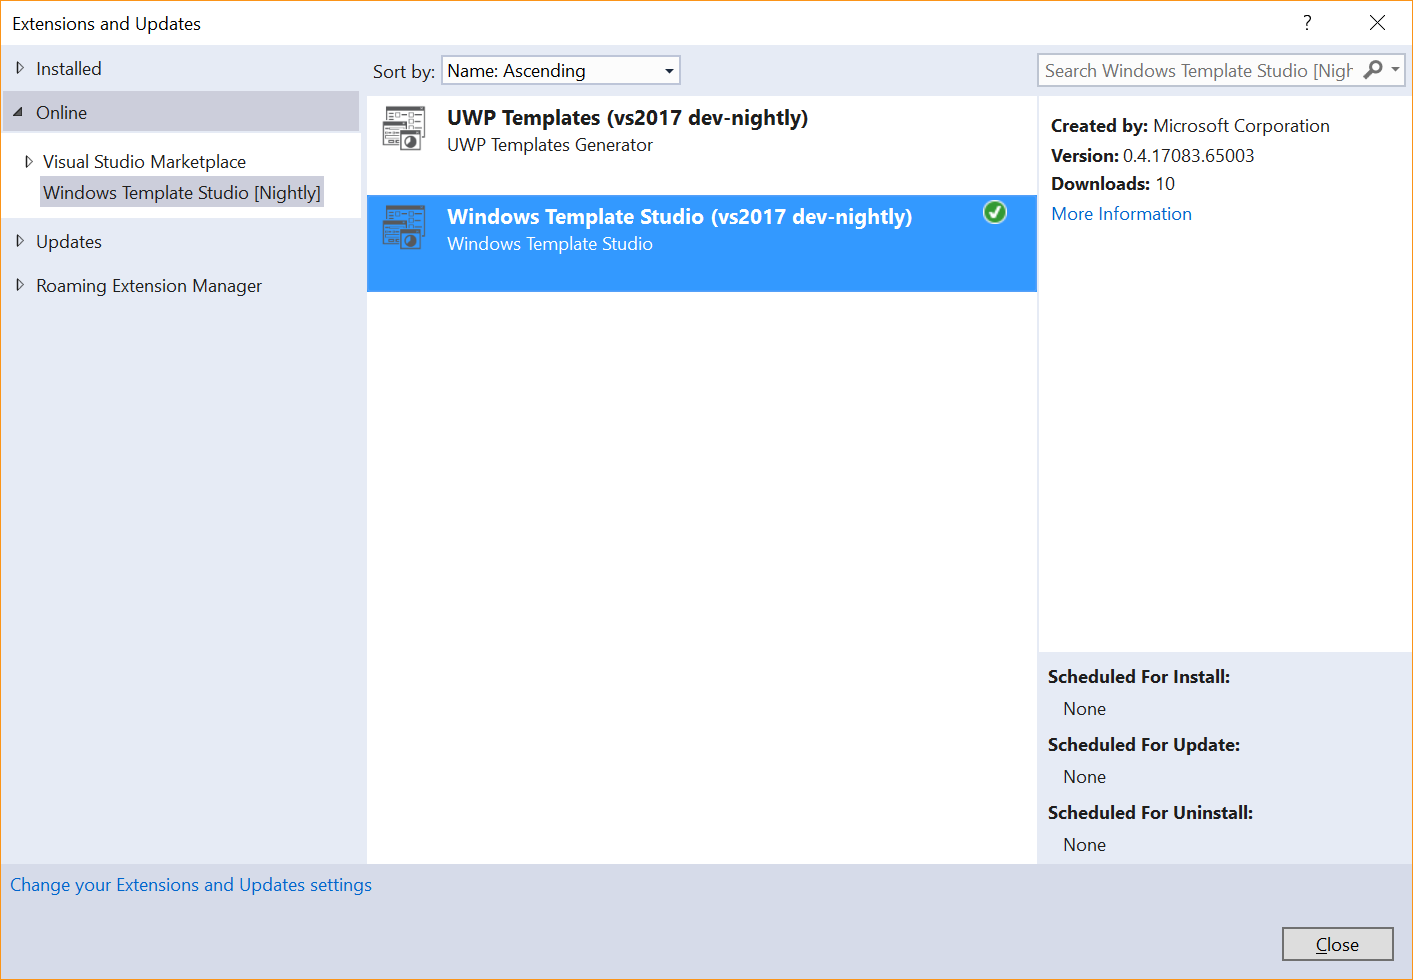 Extensions and Updates
?
Installed
Online
Visual Studio Marketplace
Windows Template Studio [Nightly]
Updates
Roaming Extension Manager
Sort by: Name: Ascending
UWP Templates (vs2017 dev-nightly)
UWP Templates Generator
Windows Template Studio (vs2017 dev-nightly)
Windows Template Studio
Search Windows Template Studio [Nigh
Created by: Microsoft Corporation
Version: 0.4.17083.65003
Downloads: 10
More Information
Scheduled For Install:
None
Scheduled For Update:
None
Scheduled For Uninstall:
None
Change your Extensions and Updates settings
Close